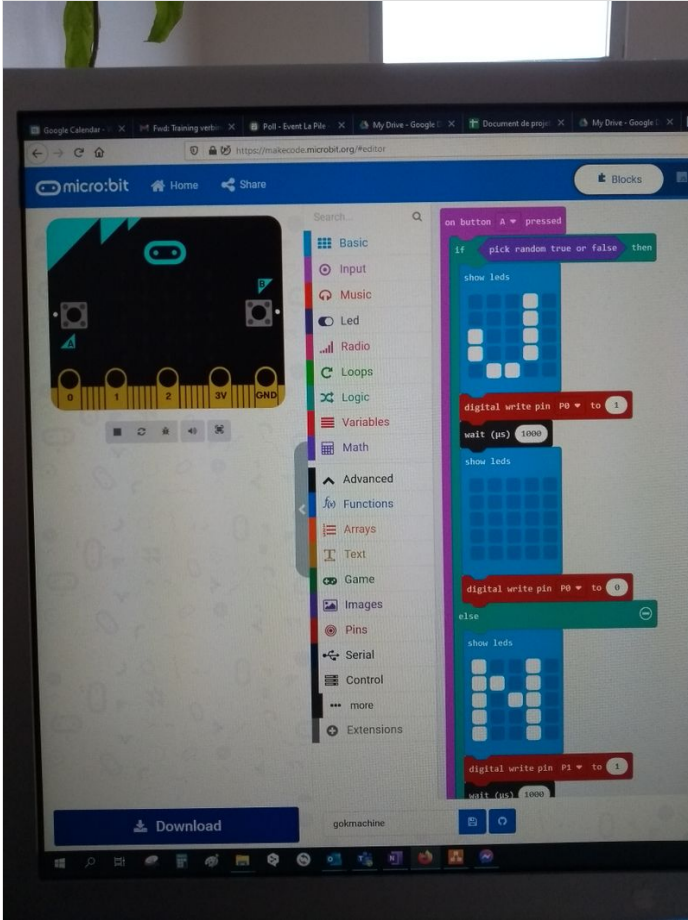 Google Calendar -
Fwd: Training verb
Poll - Event La Pile
My Drive - Google
Document de proje
My Drive - Google
https://makecode.microbit.org/#editor
micro:bit
Home
Share
Blocks
Search...
Basic
Input
Music
Led
Radio
Loops
Logic
Variables
Math
Advanced
Functions
Arrays
Text
Game
Images
Pins
Serial
Control
more
Extensions
B
A
0 1 2 3V GND
on button A pressed
if pick random true or false then
show leds
digital write pin P0 to 1
wait (µs) 1000
show leds
digital write pin P0 to 0
else
show leds
digital write pin P1 to 1
wait (µs) 1000
Download
gokmachine